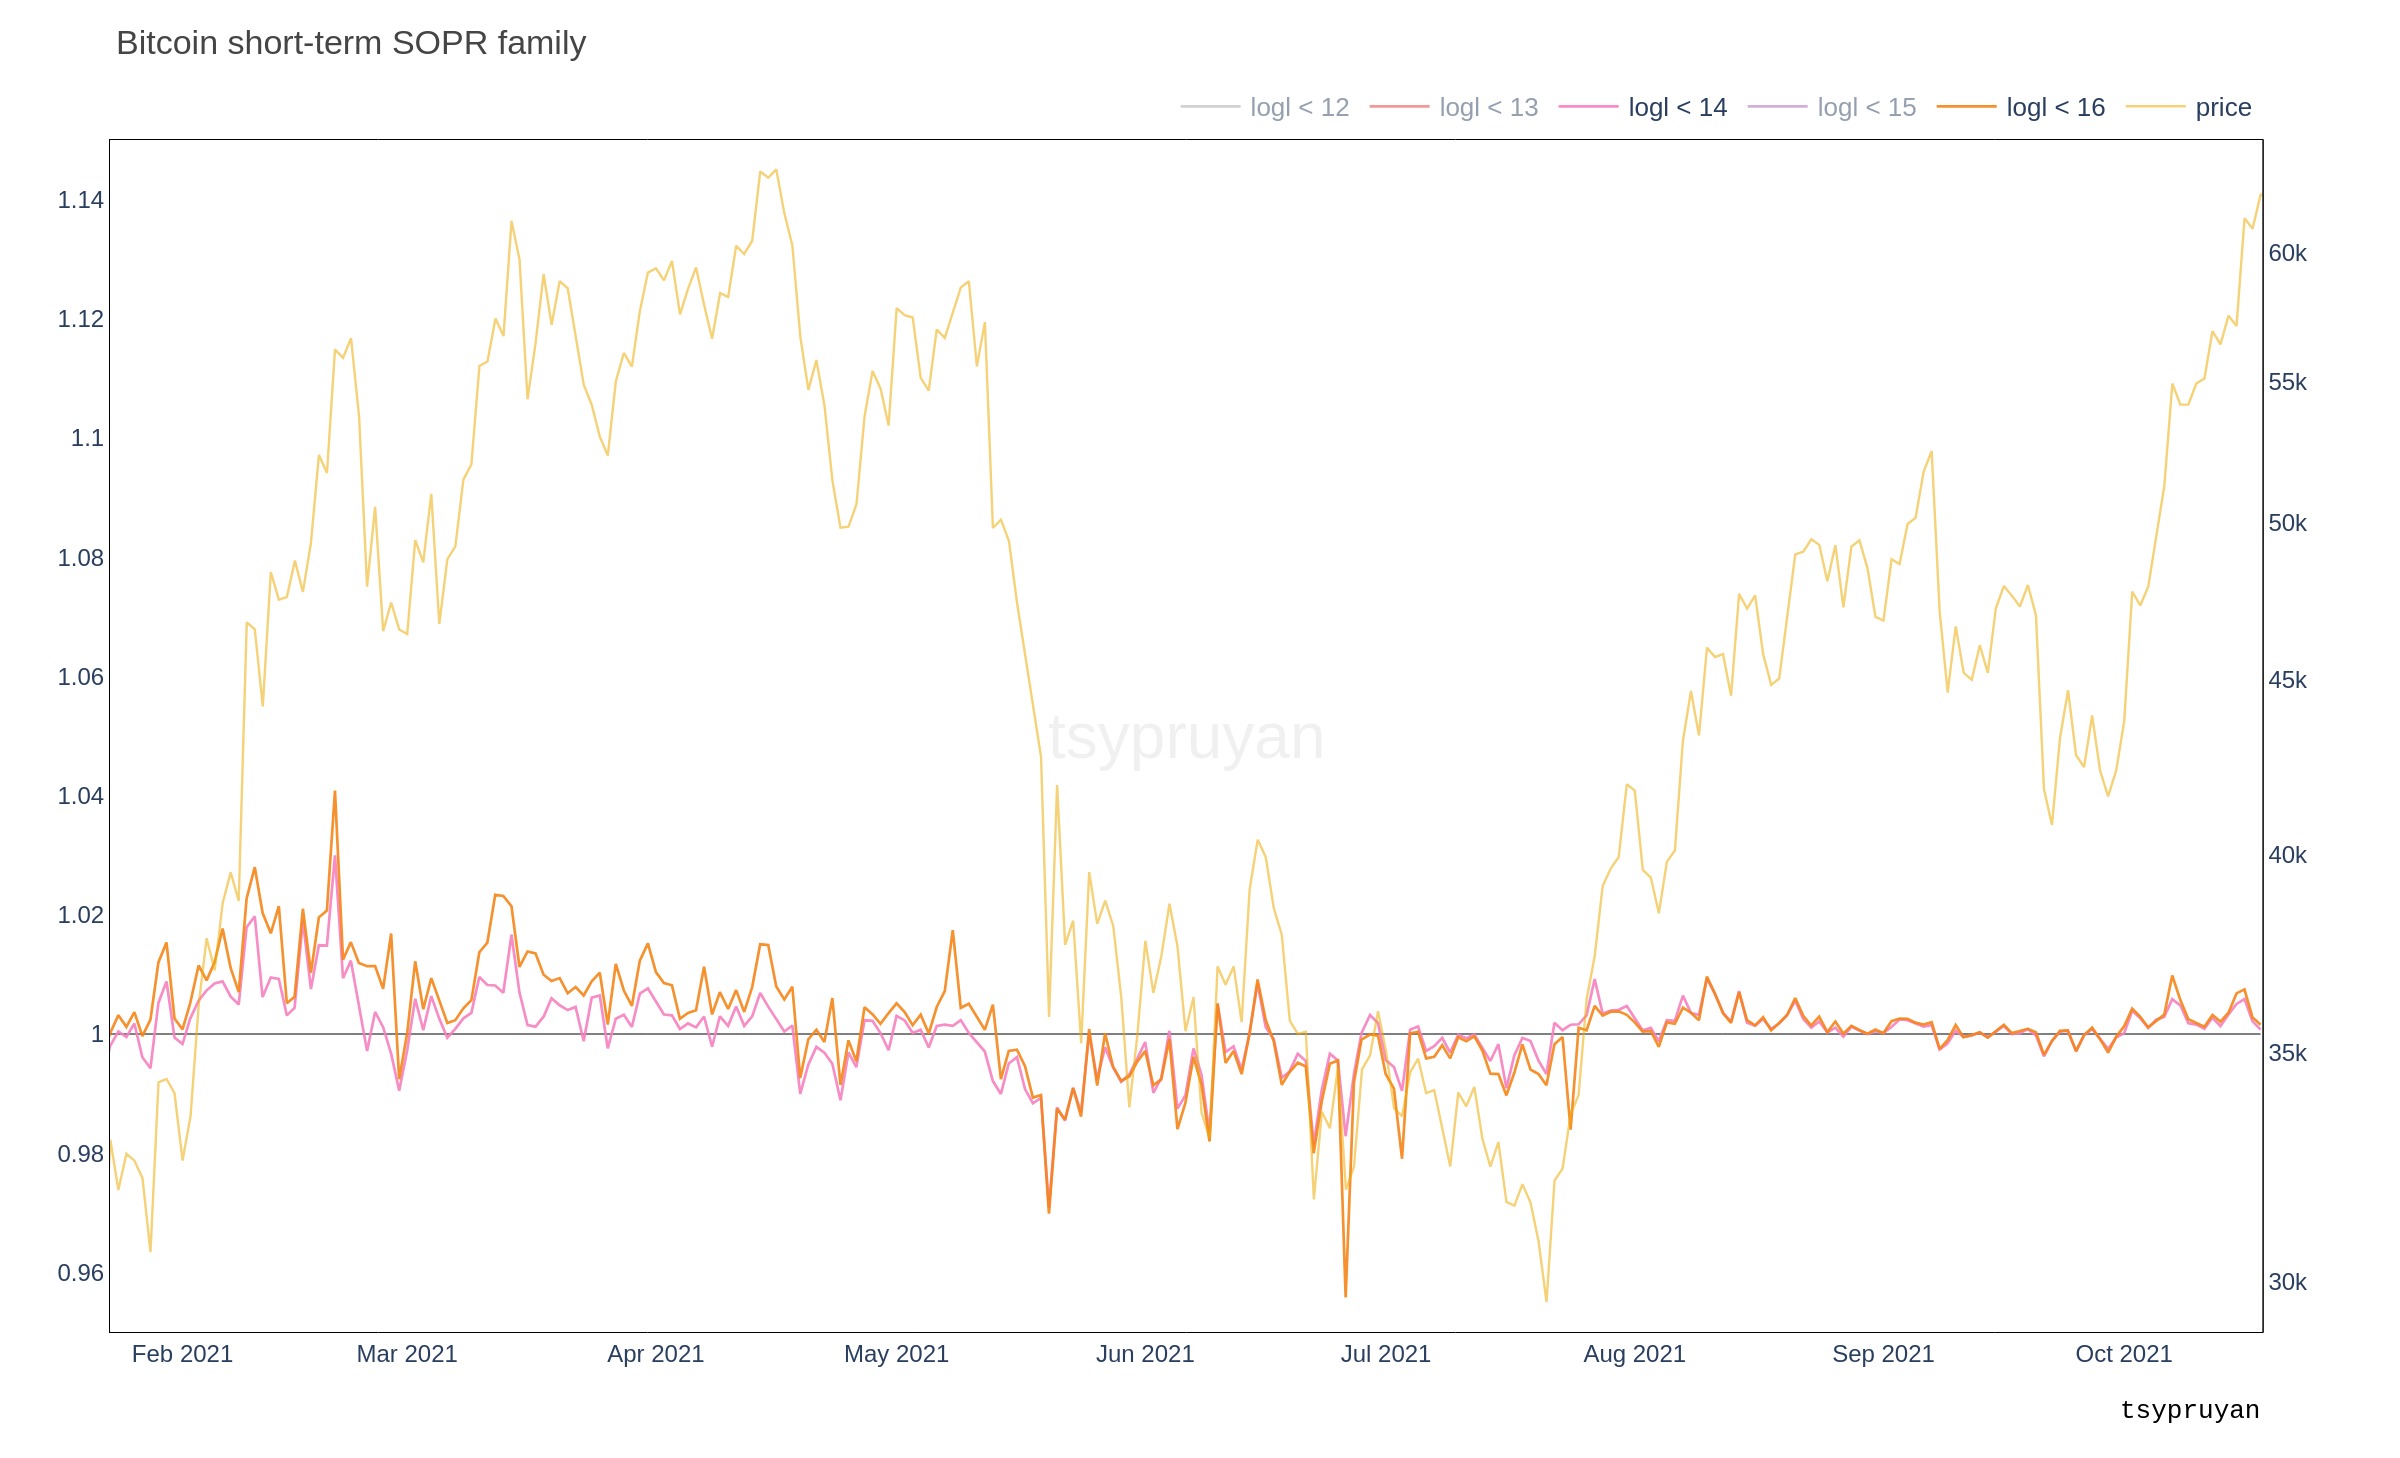 Bitcoin short-term SOPR family
logl < 12 logl < 13 logl < 14 logl < 15 logl < 16 price
1.14
1.12
1.1
1.08
1.06
1.04
1.02
1
0.98
0.96
60k
55k
50k
45k
40k
35k
30k
tsypruyan
Feb 2021 Mar 2021 Apr 2021 May 2021 Jun 2021 Jul 2021 Aug 2021 Sep 2021 Oct 2021
tsypruyan